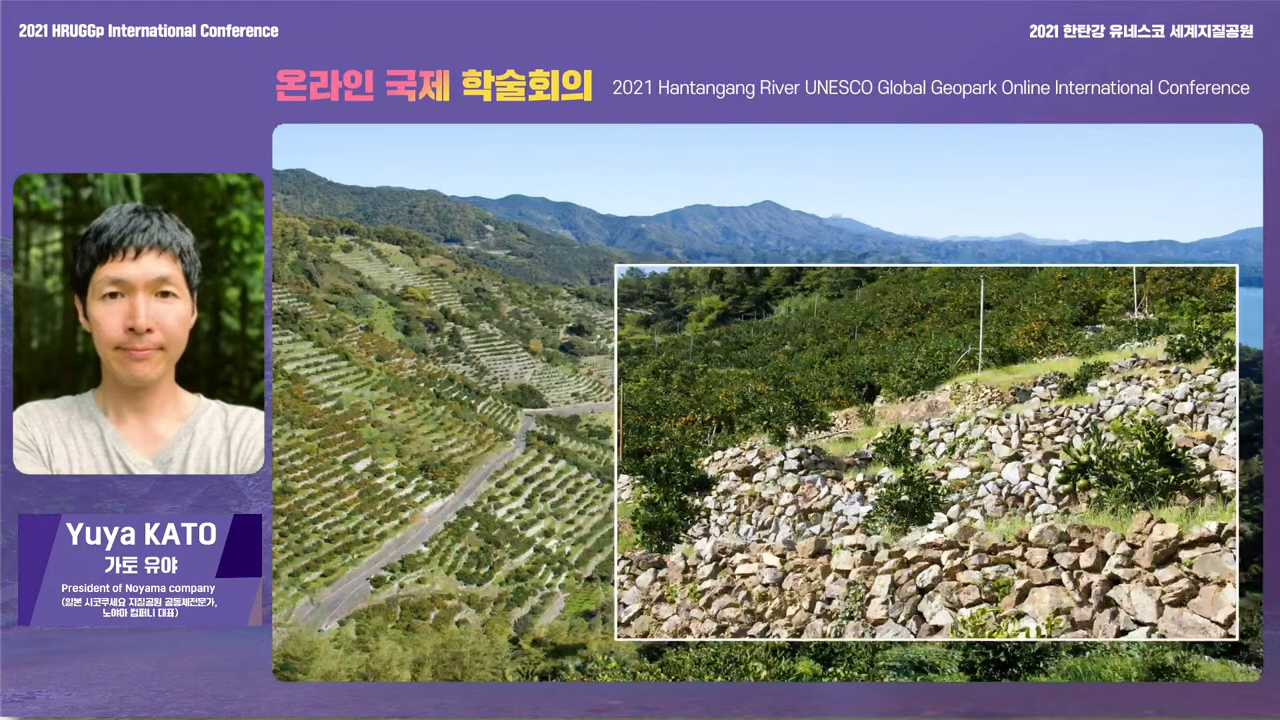 2021 HRUGGp International Conference
2021 한탄강 유네스코 세계지질공원
온라인 국제 학술회의
2021 Hantangang River UNESCO Global Geopark Online International Conference
Yuya KATO
가토 유야
President of Noyama company
(일본 시코쿠세요 지질공원 공동체전문가,
노야마 컴퍼니 대표)